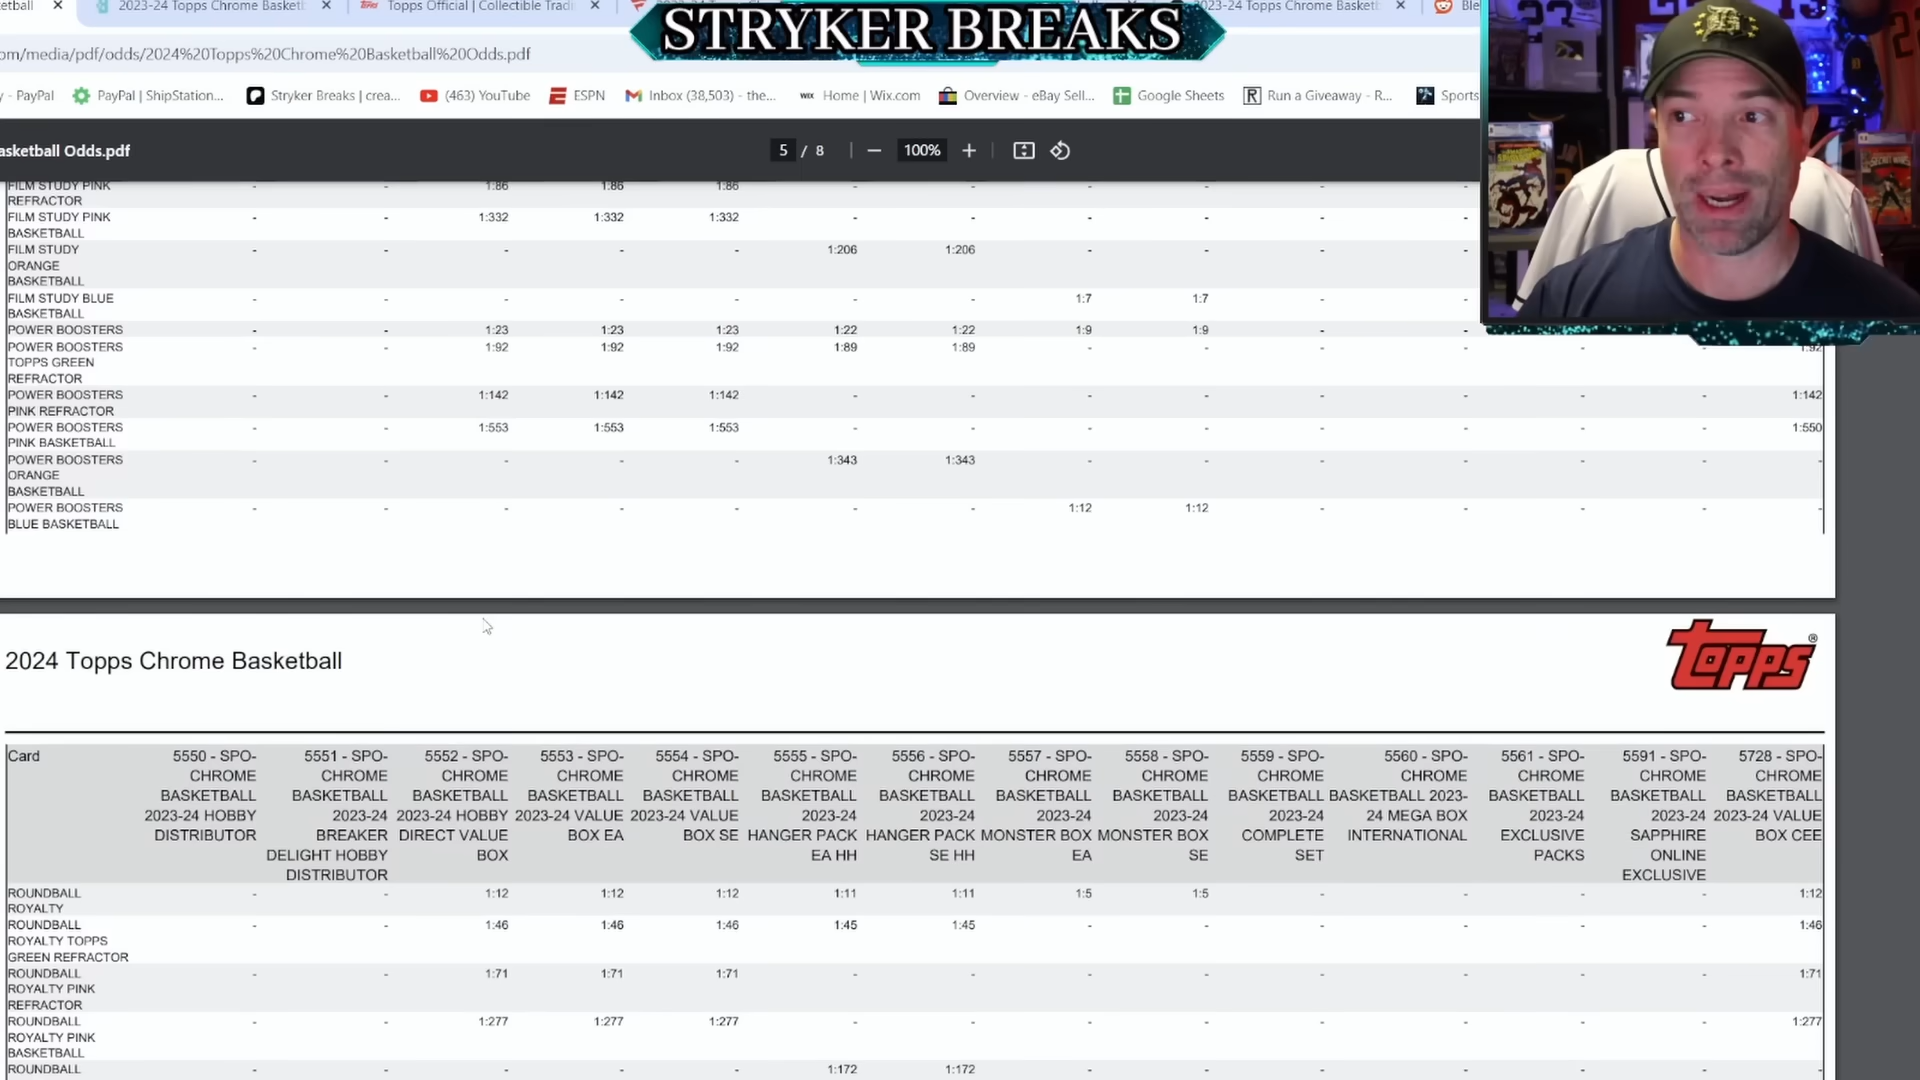 etball × 2023-24 Topps Chrome Basketb × Topps Official | Collectible Tradi × 2023-24 Topps Chrome Basketb × Ble
STRYKER BREAKS
om/media/pdf/odds/2024%20Topps%20Chrome%20Basketball%20Odds.pdf
y - PayPal PayPal | ShipStation... Stryker Breaks | crea... (463) YouTube ESPN Inbox (38,503) - the... WIX Home | Wix.com Overview - eBay Sell... Google Sheets R Run a Giveaway - R... Sports
asketball Odds.pdf 5 / 8 — 100% +
FILM STUDY PINK - - 1:86 1:86 1:86 - - - - - -
REFRACTOR
FILM STUDY PINK - - 1:332 1:332 1:332 - - - - - -
BASKETBALL
FILM STUDY - - - - - 1:206 1:206 - - - -
ORANGE
BASKETBALL
FILM STUDY BLUE - - - - - - - 1:7 1:7 - -
BASKETBALL
POWER BOOSTERS - - 1:23 1:23 1:23 1:22 1:22 1:9 1:9 - -
POWER BOOSTERS - - 1:92 1:92 1:92 1:89 1:89 - - - - - - 1:92
TOPPS GREEN
REFRACTOR
POWER BOOSTERS - - 1:142 1:142 1:142 - - - - - - - - 1:142
PINK REFRACTOR
POWER BOOSTERS - - 1:553 1:553 1:553 - - - - - - - - 1:550
PINK BASKETBALL
POWER BOOSTERS - - - - - 1:343 1:343 - - - - - - -
ORANGE
BASKETBALL
POWER BOOSTERS - - - - - - - 1:12 1:12 - - - - -
BLUE BASKETBALL
2024 Topps Chrome Basketball
topps®
Card 5550 - SPO- 5551 - SPO- 5552 - SPO- 5553 - SPO- 5554 - SPO- 5555 - SPO- 5556 - SPO- 5557 - SPO- 5558 - SPO- 5559 - SPO- 5560 - SPO- 5561 - SPO- 5591 - SPO- 5728 - SPO-
CHROME CHROME CHROME CHROME CHROME CHROME CHROME CHROME CHROME CHROME CHROME CHROME CHROME CHROME
BASKETBALL BASKETBALL BASKETBALL BASKETBALL BASKETBALL BASKETBALL BASKETBALL BASKETBALL BASKETBALL BASKETBALL BASKETBALL 2023- BASKETBALL BASKETBALL BASKETBALL
2023-24 HOBBY 2023-24 2023-24 HOBBY 2023-24 VALUE 2023-24 VALUE 2023-24 2023-24 2023-24 2023-24 2023-24 24 MEGA BOX 2023-24 2023-24 2023-24 VALUE
DISTRIBUTOR BREAKER DIRECT VALUE BOX EA BOX SE HANGER PACK HANGER PACK MONSTER BOX MONSTER BOX COMPLETE INTERNATIONAL EXCLUSIVE SAPPHIRE BOX CEE
DELIGHT HOBBY BOX EA HH SE HH EA SE SET PACKS ONLINE
DISTRIBUTOR EXCLUSIVE
ROUNDBALL - - 1:12 1:12 1:12 1:11 1:11 1:5 1:5 - - - - 1:12
ROYALTY
ROUNDBALL - - 1:46 1:46 1:46 1:45 1:45 - - - - - - 1:46
ROYALTY TOPPS
GREEN REFRACTOR
ROUNDBALL - - 1:71 1:71 1:71 - - - - - - - - 1:71
ROYALTY PINK
REFRACTOR
ROUNDBALL - - 1:277 1:277 1:277 - - - - - - - - 1:277
ROYALTY PINK
BASKETBALL
ROUNDBALL - - - - - 1:172 1:172 - - - - - - -